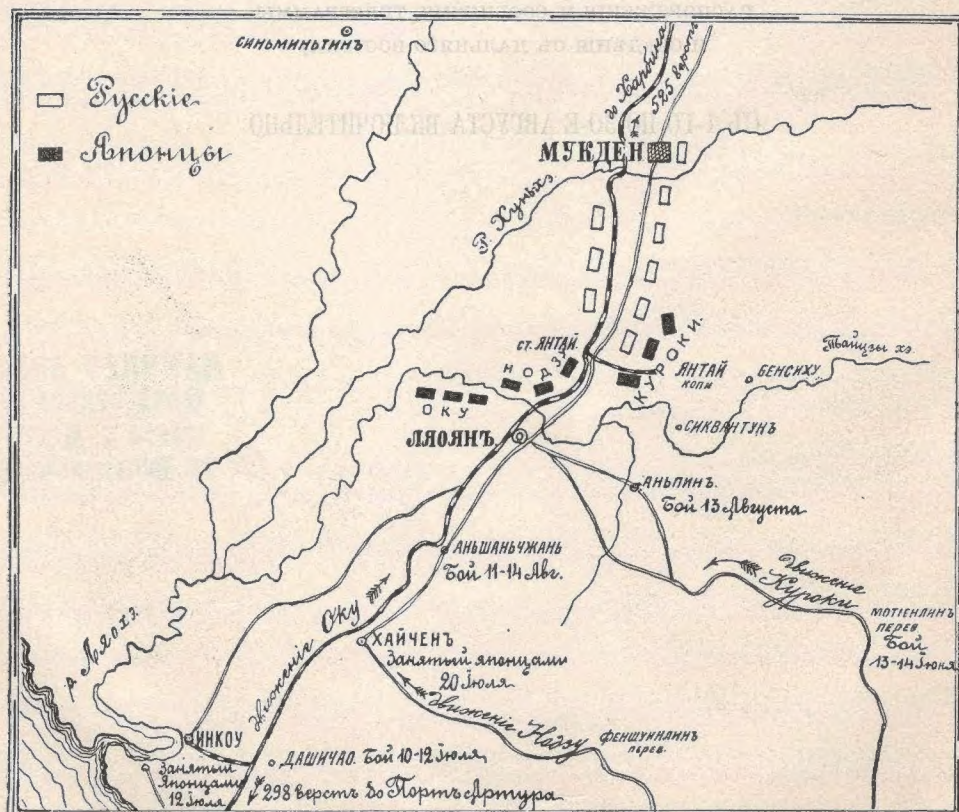 СИНЬМИНЬТИНЪ
Русскіе
Японцы
до Харбина
525 верстъ
МУКДЕН
Р. Хуньхэ
ст. ЯНТАЙ
НОДЗУ
КУРОКИ.
ЯНТАЙ
КОПИ
БЕНСИХУ
Тайцзы хэ
ОКУ
СИКВАНТУНЪ
ЛЯОЯНЪ
АНЬПИНЪ.
Бой 13 Августа
АНЬШАНЬЧЖАНЬ
Бой 11-14 Авг.
Движеніе Куроки
МОТІЕНЛИНЪ
ПЕРЕВ.
Бой
13-14 Іюня
р. Ляохэ
Движеніе Оку
ХАЙЧЕНЪ
Занятый японцами
20 Іюля
Движеніе Нодзу
ФЕНШУИЛИНЪ
перев.
ИНКОУ
Занятый
Японцами
12 Іюля
ДАШИЧАО. Бой 10-12 Іюля
298 верстъ до Портъ Артура